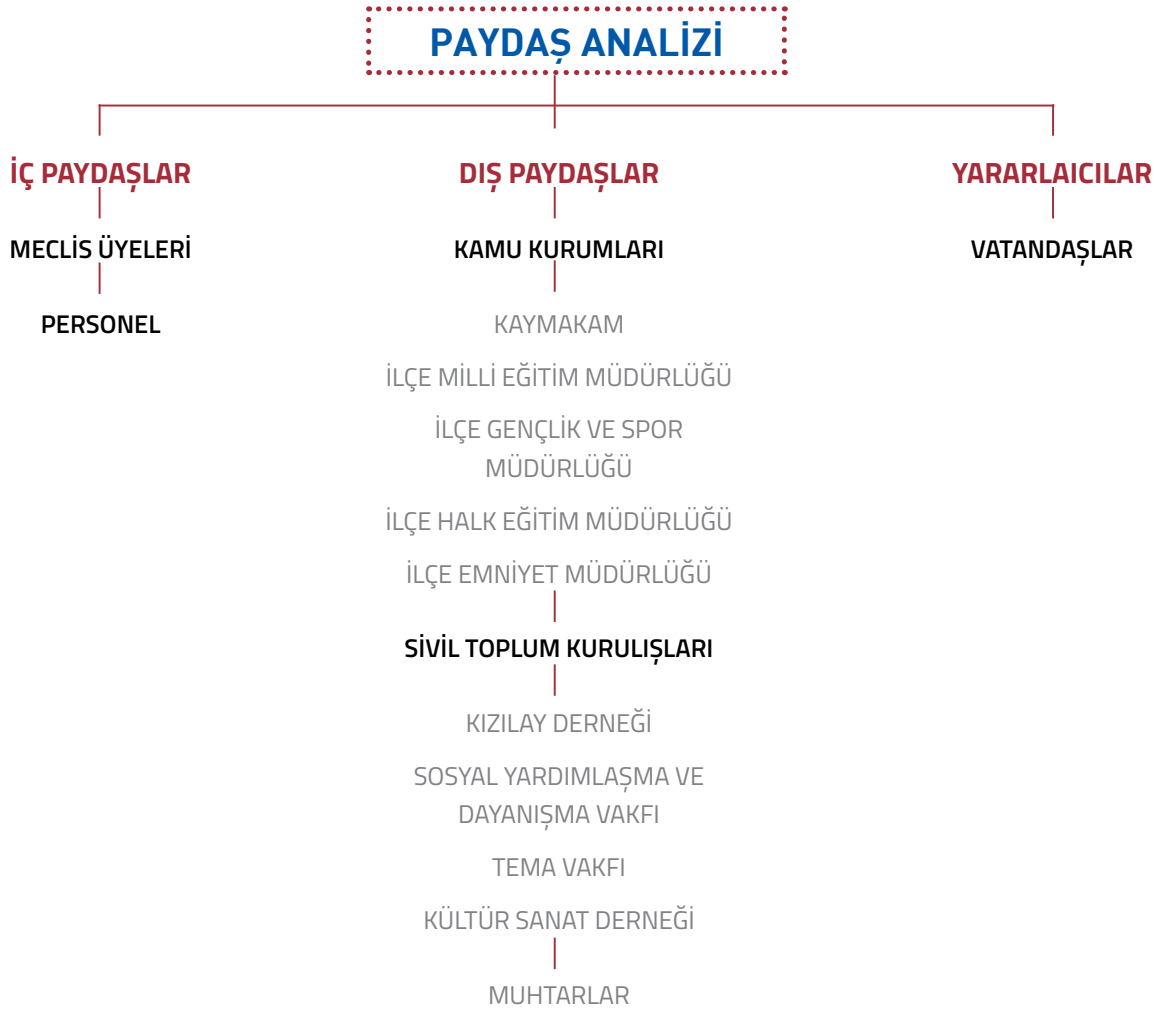 PAYDAŞ ANALİZİ
İÇ PAYDAŞLAR
MECLİS ÜYELERİ
PERSONEL
DIŞ PAYDAŞLAR
KAMU KURUMLARI
KAYMAKAM
İLÇE MİLLİ EĞİTİM MÜDÜRLÜĞÜ
İLÇE GENÇLİK VE SPOR
MÜDÜRLÜĞÜ
İLÇE HALK EĞİTİM MÜDÜRLÜĞÜ
İLÇE EMNİYET MÜDÜRLÜĞÜ
SİVİL TOPLUM KURULIŞLARI
KIZILAY DERNEĞİ
SOSYAL YARDIMLAŞMA VE
DAYANIŞMA VAKFI
TEMA VAKFI
KÜLTÜR SANAT DERNEĞİ
MUHTARLAR
YARARLAICILAR
VATANDAŞLAR